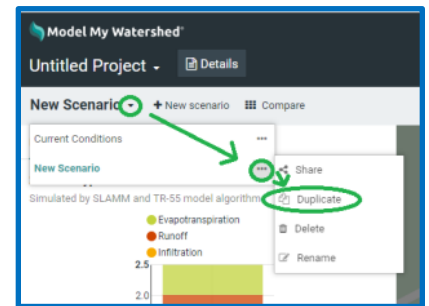 Model My Watershed®
Untitled Project
Details
New Scenario
+ New scenario
Compare
Current Conditions
...
New Scenario
...
Share
Simulated by SLAMM and TR-55 model algorithm
Duplicate
Evapotranspiration
Runoff
Delete
Infiltration
Rename
2.5
2.0